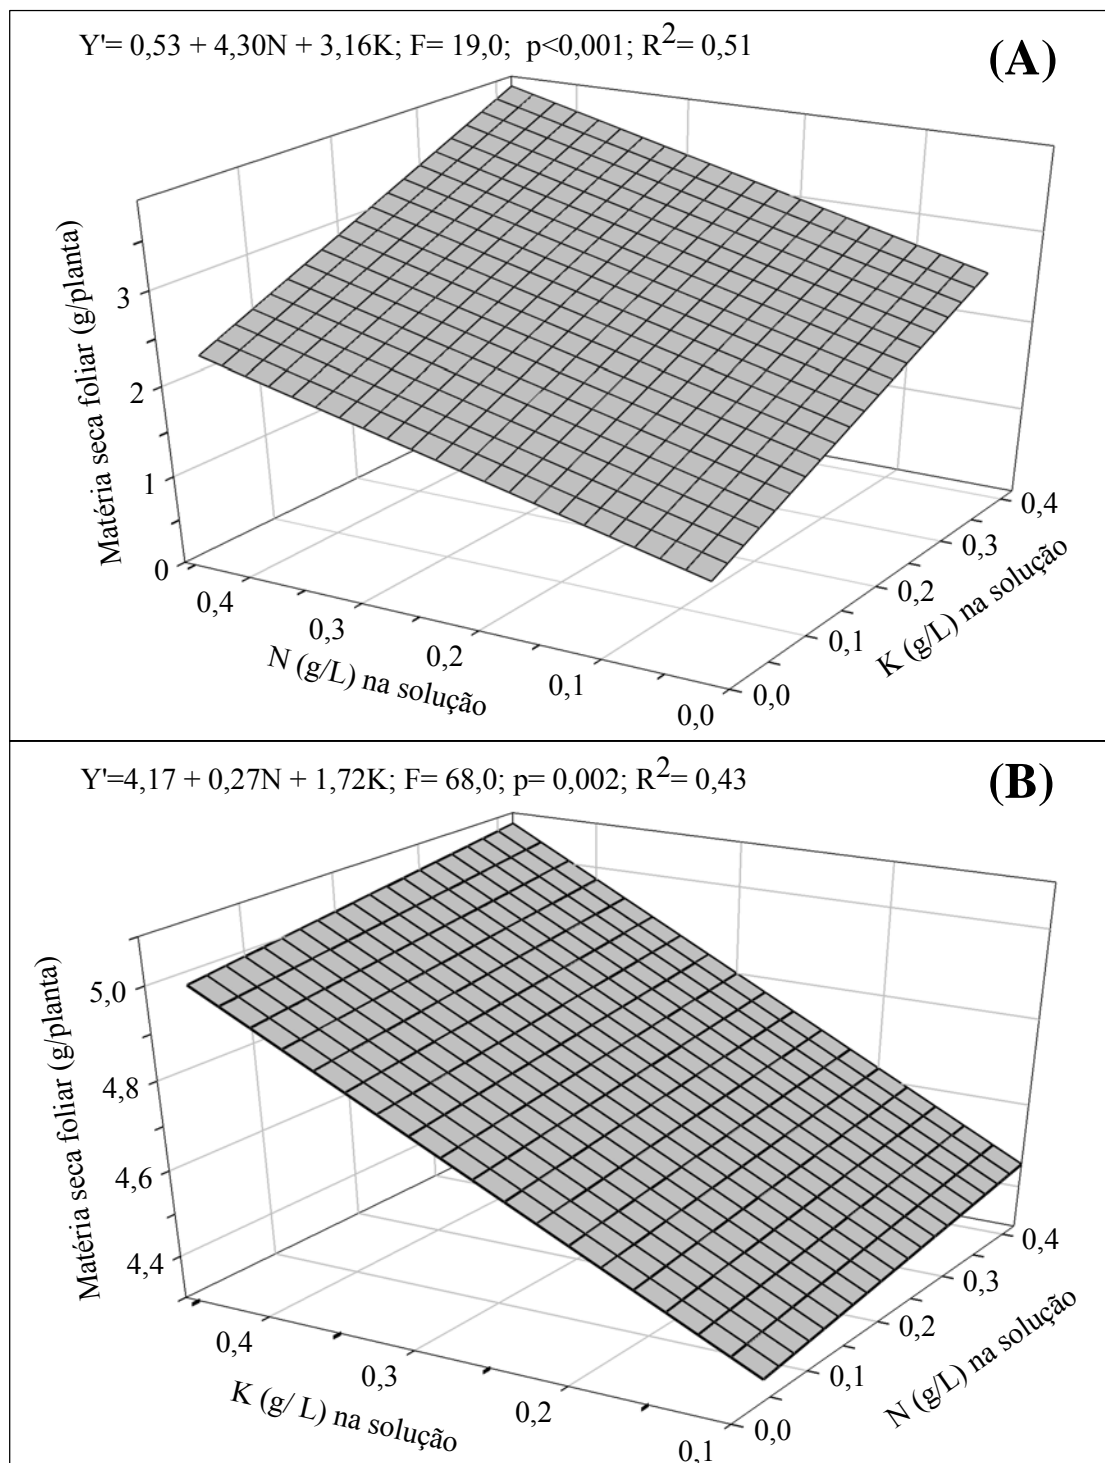 Y'= 0,53 + 4,30N + 3,16K; F= 19,0; p<0,001; R2= 0,51
(A)
Matéria seca foliar (g/planta)
3
2
1
0
0,4
0,3
0,2
0,1
0,0
N (g/L) na solução
0,4
0,3
0,2
0,1
0,0
K (g/L) na solução
Y'=4,17 + 0,27N + 1,72K; F= 68,0; p= 0,002; R2= 0,43
(B)
Matéria seca foliar (g/planta)
5,0
4,8
4,6
4,4
0,4
0,3
0,2
0,1
K (g/ L) na solução
0,4
0,3
0,2
0,1
0,0
N (g/L) na solução